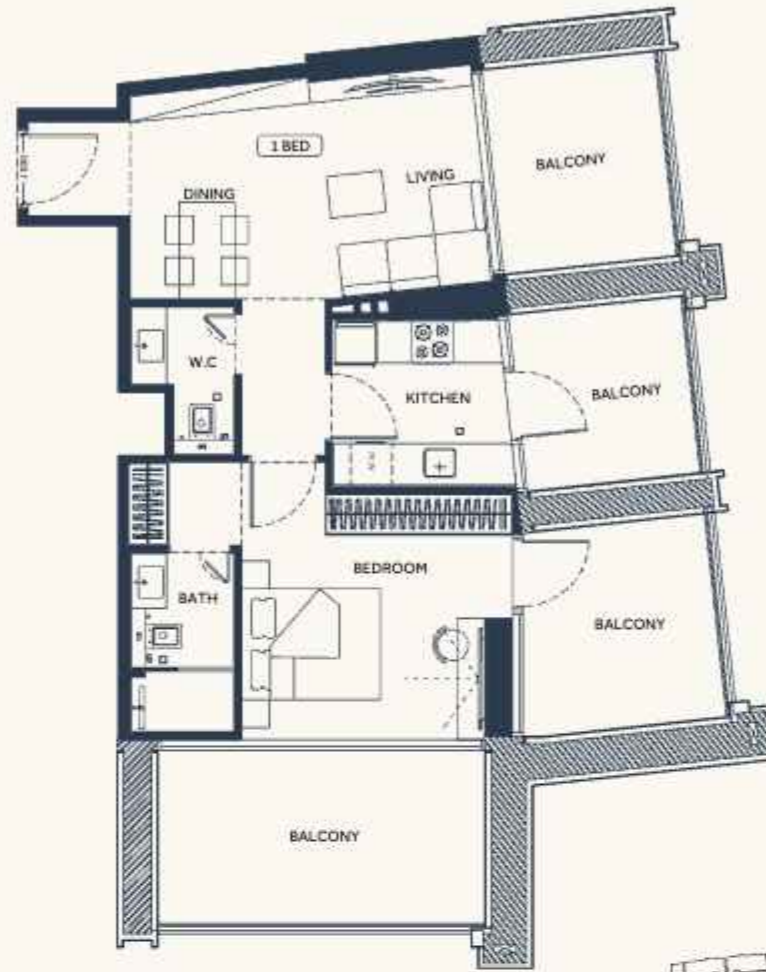 1 BED
BALCONY
LIVING
DINING
W.C
KITCHEN
BALCONY
BEDROOM
BATH
BALCONY
BALCONY